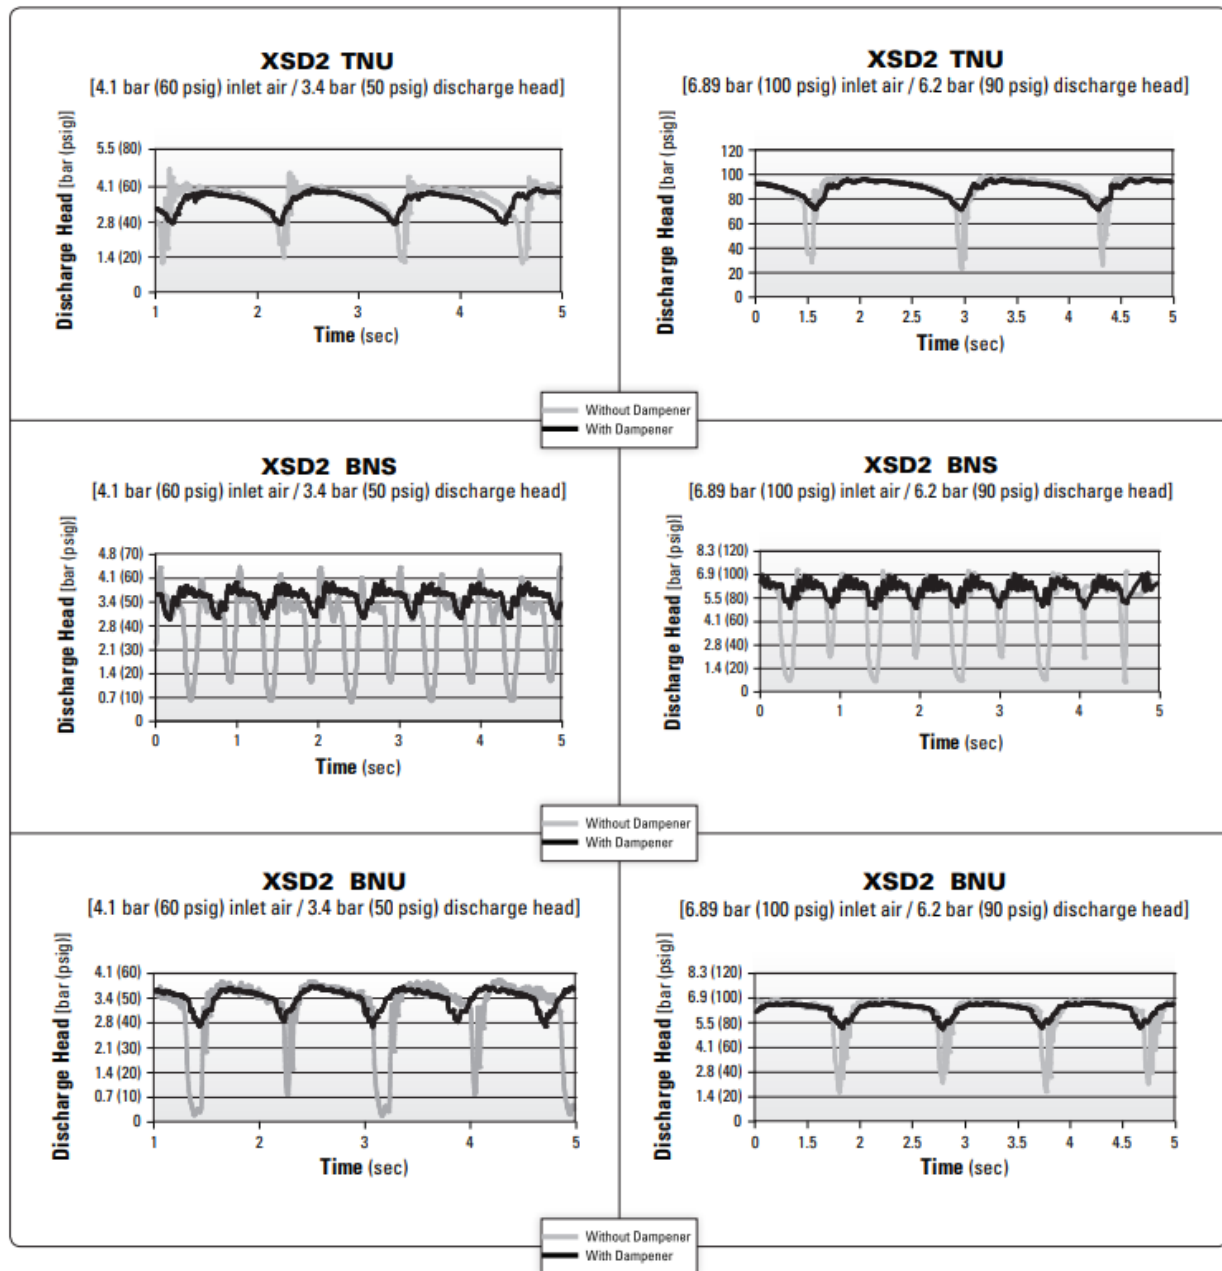 XSD2 TNU
[4.1 bar (60 psig) inlet air / 3.4 bar (50 psig) discharge head]
Discharge Head [bar (psig)]
5.5 (80)
4.1 (60)
2.8 (40)
1.4 (20)
0
1
2
3
4
5
Time (sec)
XSD2 TNU
[6.89 bar (100 psig) inlet air / 6.2 bar (90 psig) discharge head]
Discharge Head [bar (psig)]
120
100
80
60
40
20
0
0
1.5
2
2.5
3
3.5
4
4.5
5
Time (sec)
Without Dampener
With Dampener
XSD2 BNS
[4.1 bar (60 psig) inlet air / 3.4 bar (50 psig) discharge head]
Discharge Head [bar (psig)]
4.8 (70)
4.1 (60)
3.4 (50)
2.8 (40)
2.1 (30)
1.4 (20)
0.7 (10)
0
0
1
2
3
4
5
Time (sec)
XSD2 BNS
[6.89 bar (100 psig) inlet air / 6.2 bar (90 psig) discharge head]
Discharge Head [bar (psig)]
8.3 (120)
6.9 (100)
5.5 (80)
4.1 (60)
2.8 (40)
1.4 (20)
0
0
1
2
3
4
5
Time (sec)
Without Dampener
With Dampener
XSD2 BNU
[4.1 bar (60 psig) inlet air / 3.4 bar (50 psig) discharge head]
Discharge Head [bar (psig)]
4.1 (60)
3.4 (50)
2.8 (40)
2.1 (30)
1.4 (20)
0.7 (10)
0
1
2
3
4
5
Time (sec)
XSD2 BNU
[6.89 bar (100 psig) inlet air / 6.2 bar (90 psig) discharge head]
Discharge Head [bar (psig)]
8.3 (120)
6.9 (100)
5.5 (80)
4.1 (60)
2.8 (40)
1.4 (20)
0
0
1.5
2
2.5
3
3.5
4
4.5
5
Time (sec)
Without Dampener
With Dampener